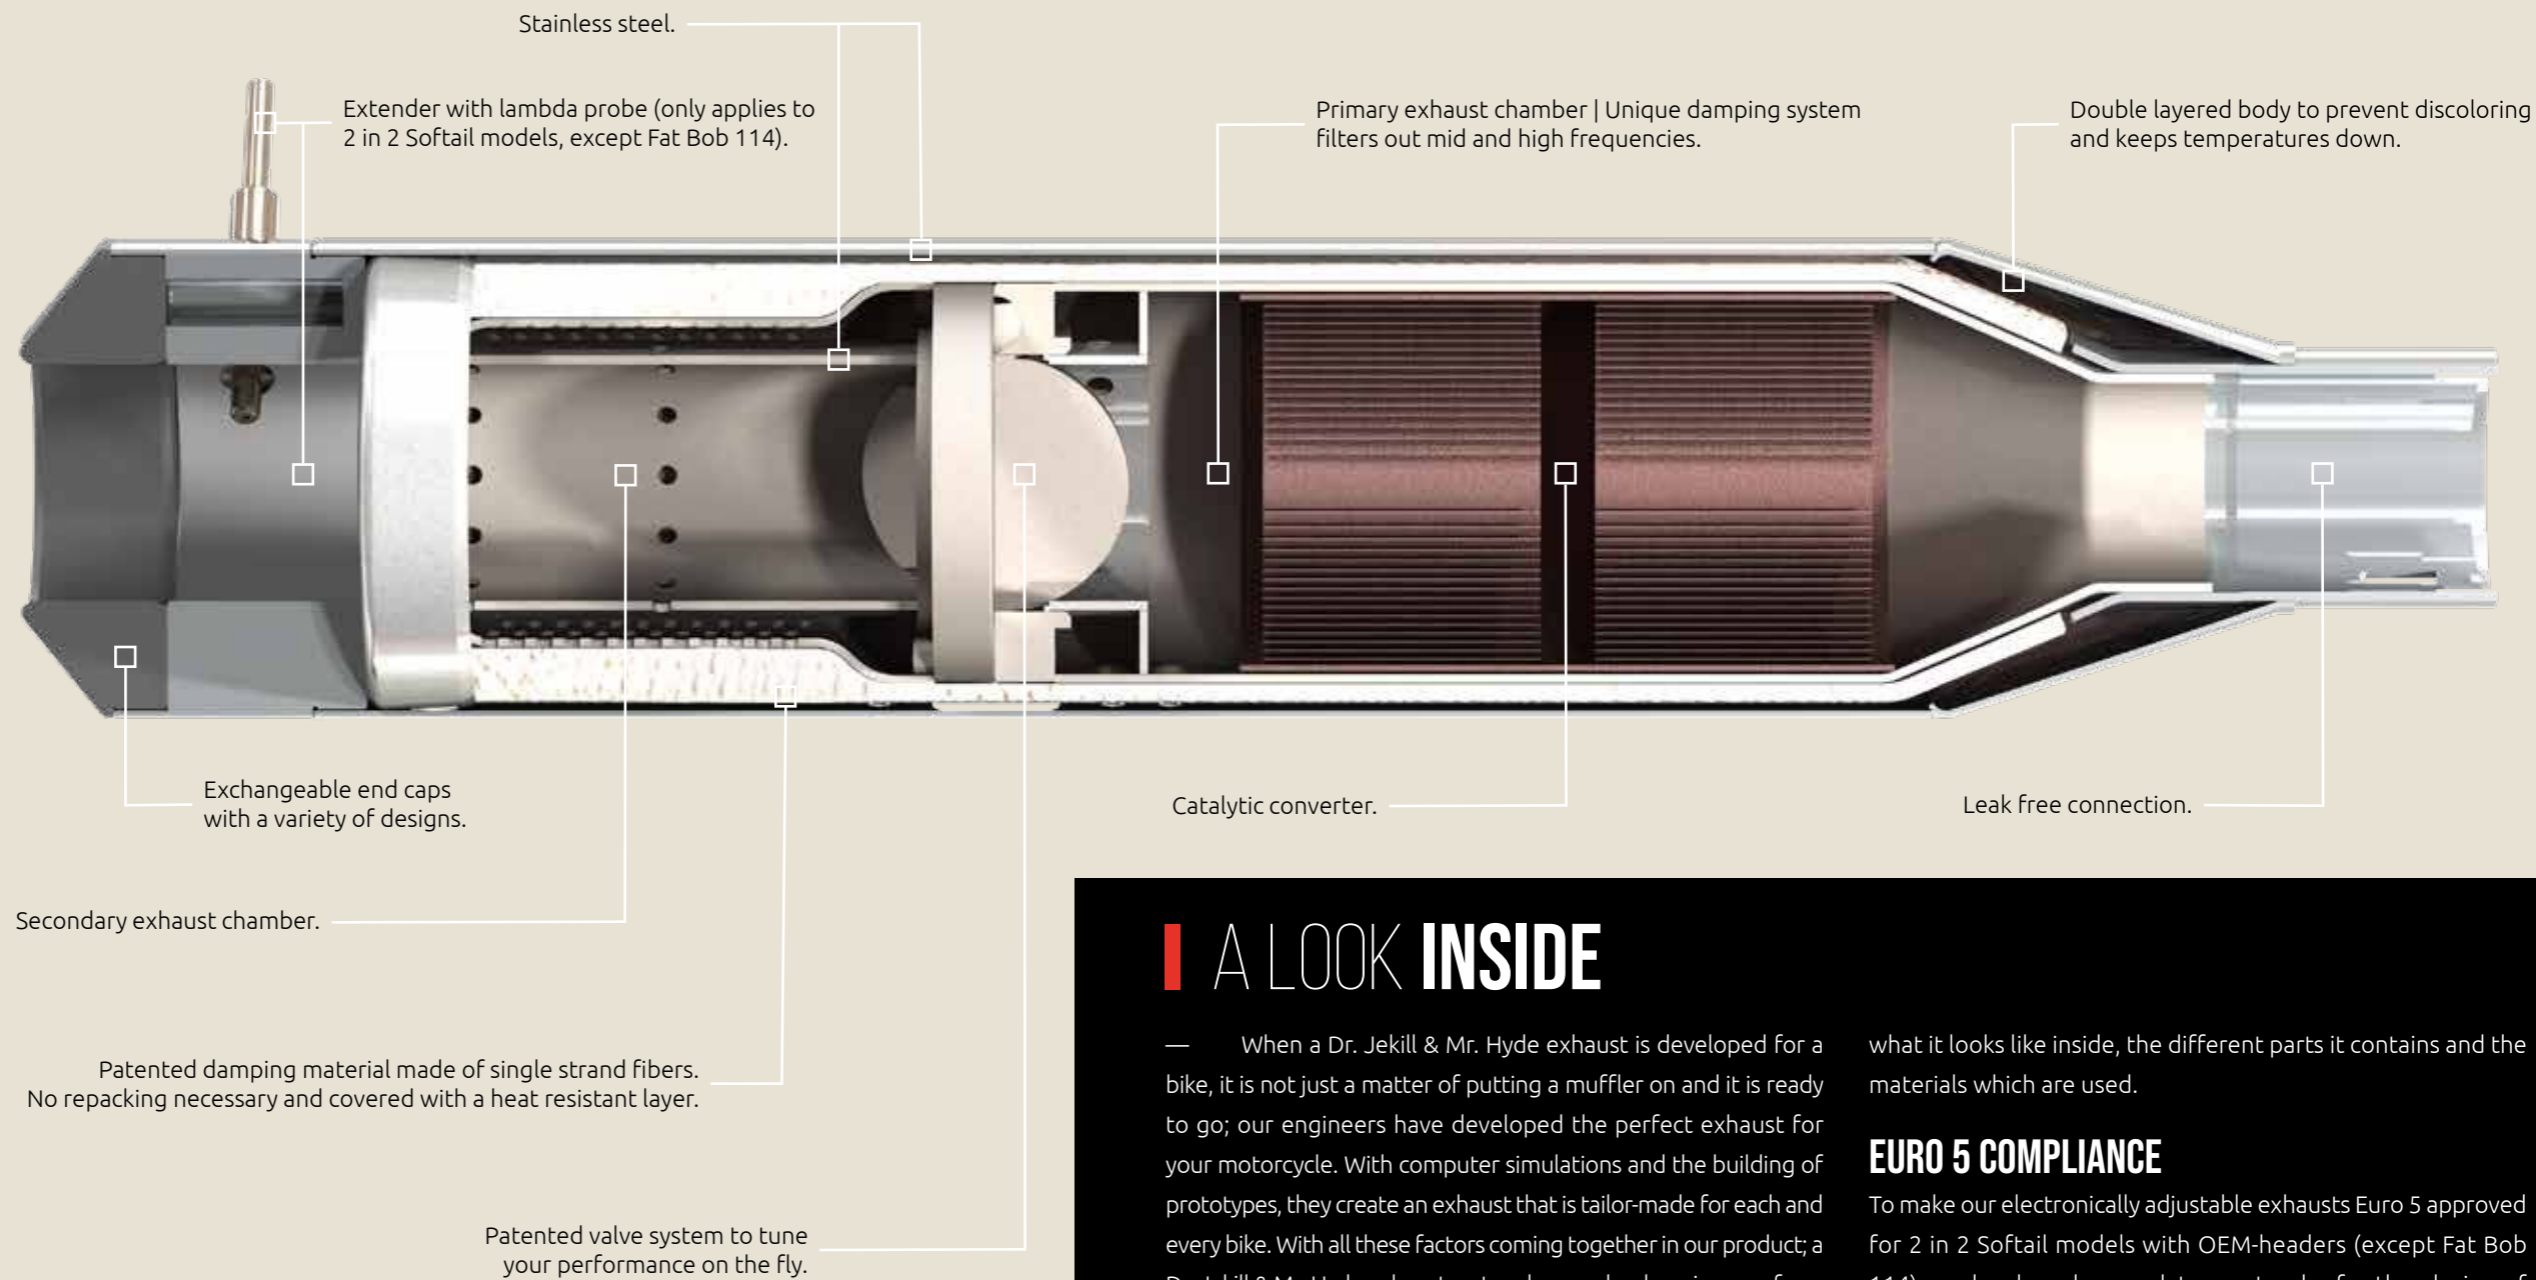 Stainless steel.
Extender with lambda probe (only applies to
2 in 2 Softail models, except Fat Bob 114).
Primary exhaust chamber | Unique damping system
filters out mid and high frequencies.
Double layered body to prevent discoloring
and keeps temperatures down.
Exchangeable end caps
with a variety of designs.
Catalytic converter.
Leak free connection.
Secondary exhaust chamber.
Patented damping material made of single strand fibers.
No repacking necessary and covered with a heat resistant layer.
Patented valve system to tune
your performance on the fly.
A LOOK INSIDE
— When a Dr. Jekill & Mr. Hyde exhaust is developed for a
bike, it is not just a matter of putting a muffler on and it is ready
to go; our engineers have developed the perfect exhaust for
your motorcycle. With computer simulations and the building of
prototypes, they create an exhaust that is tailor-made for each and
every bike. With all these factors coming together in our product; a
what it looks like inside, the different parts it contains and the
materials which are used.
EURO 5 COMPLIANCE
To make our electronically adjustable exhausts Euro 5 approved
for 2 in 2 Softail models with OEM-headers (except Fat Bob